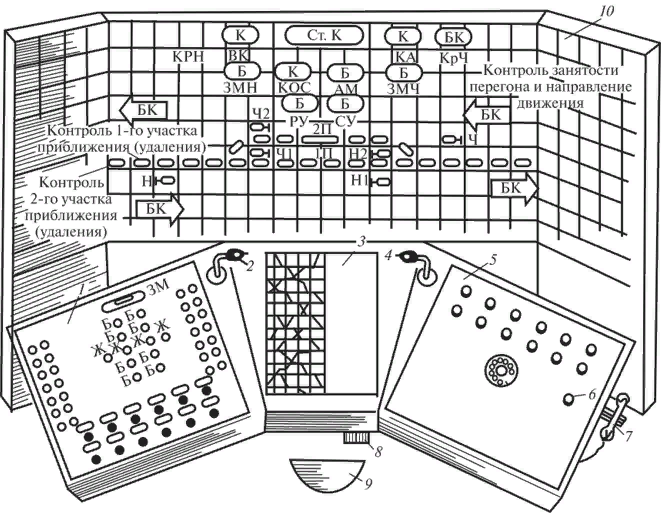 10
К Ст. К К БК
КРН ВК КА КрЧ
Б К Б Б
ЗМН КОС АМ ЗМЧ
Контроль занятости
перегона и направление
движения
БК Б Б БК
РУ СУ
Контроль 1-го участка
приближения (удаления)
Ч2 2П Ч
Ч1 1П Н2
Контроль
2-го участка
приближения
(удаления)
Н Н1
БК БК
1 2 3 4 5
ЗМ
Б Б
Б Б
Ж Ж
Ж Ж
Б Б
Б Б
6
7
8
9